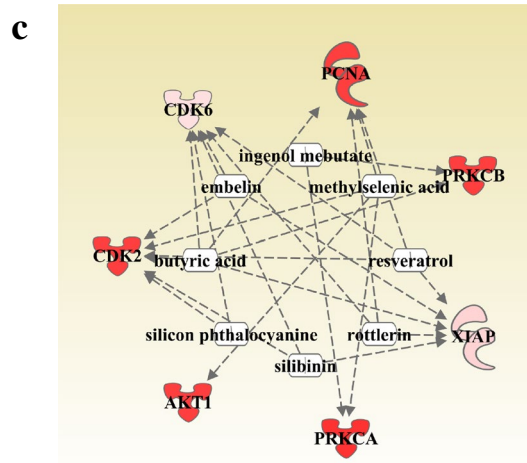 c
PCNA
CDK6
ingenol mebutate
PRKCB
embelin
methylselenic acid
CDK2
butyric acid
resveratrol
silicon phthalocyanine
rottlerin
XIAP
silibinin
AKT1
PRKCA